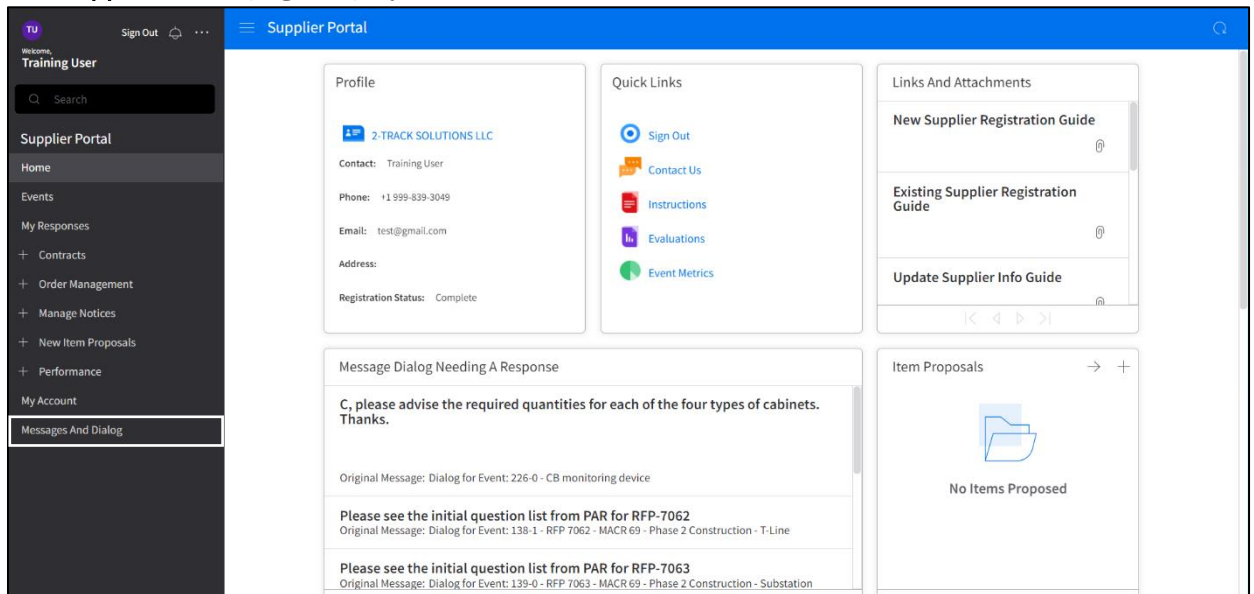 TU
Sign Out
Welcome,
Training User
Search
Supplier Portal
Home
Events
My Responses
Contracts
Order Management
Manage Notices
New Item Proposals
Performance
My Account
Messages And Dialog
Supplier Portal
Profile
2-TRACK SOLUTIONS LLC
Contact: Training User
Phone: +1 999-839-3049
Email: test@gmail.com
Address:
Registration Status: Complete
Quick Links
Sign Out
Contact Us
Instructions
Evaluations
Event Metrics
Links And Attachments
New Supplier Registration Guide
Existing Supplier Registration
Guide
Update Supplier Info Guide
Message Dialog Needing A Response
C, please advise the required quantities for each of the four types of cabinets.
Thanks.
Original Message: Dialog for Event: 226-0 - CB monitoring device
Please see the initial question list from PAR for RFP-7062
Original Message: Dialog for Event: 138-1 - RFP 7062 - MACR 69 - Phase 2 Construction - T-Line
Please see the initial question list from PAR for RFP-7063
Original Message: Dialog for Event: 139-0 - RFP 7063 - MACR 69 - Phase 2 Construction - Substation
Item Proposals
No Items Proposed